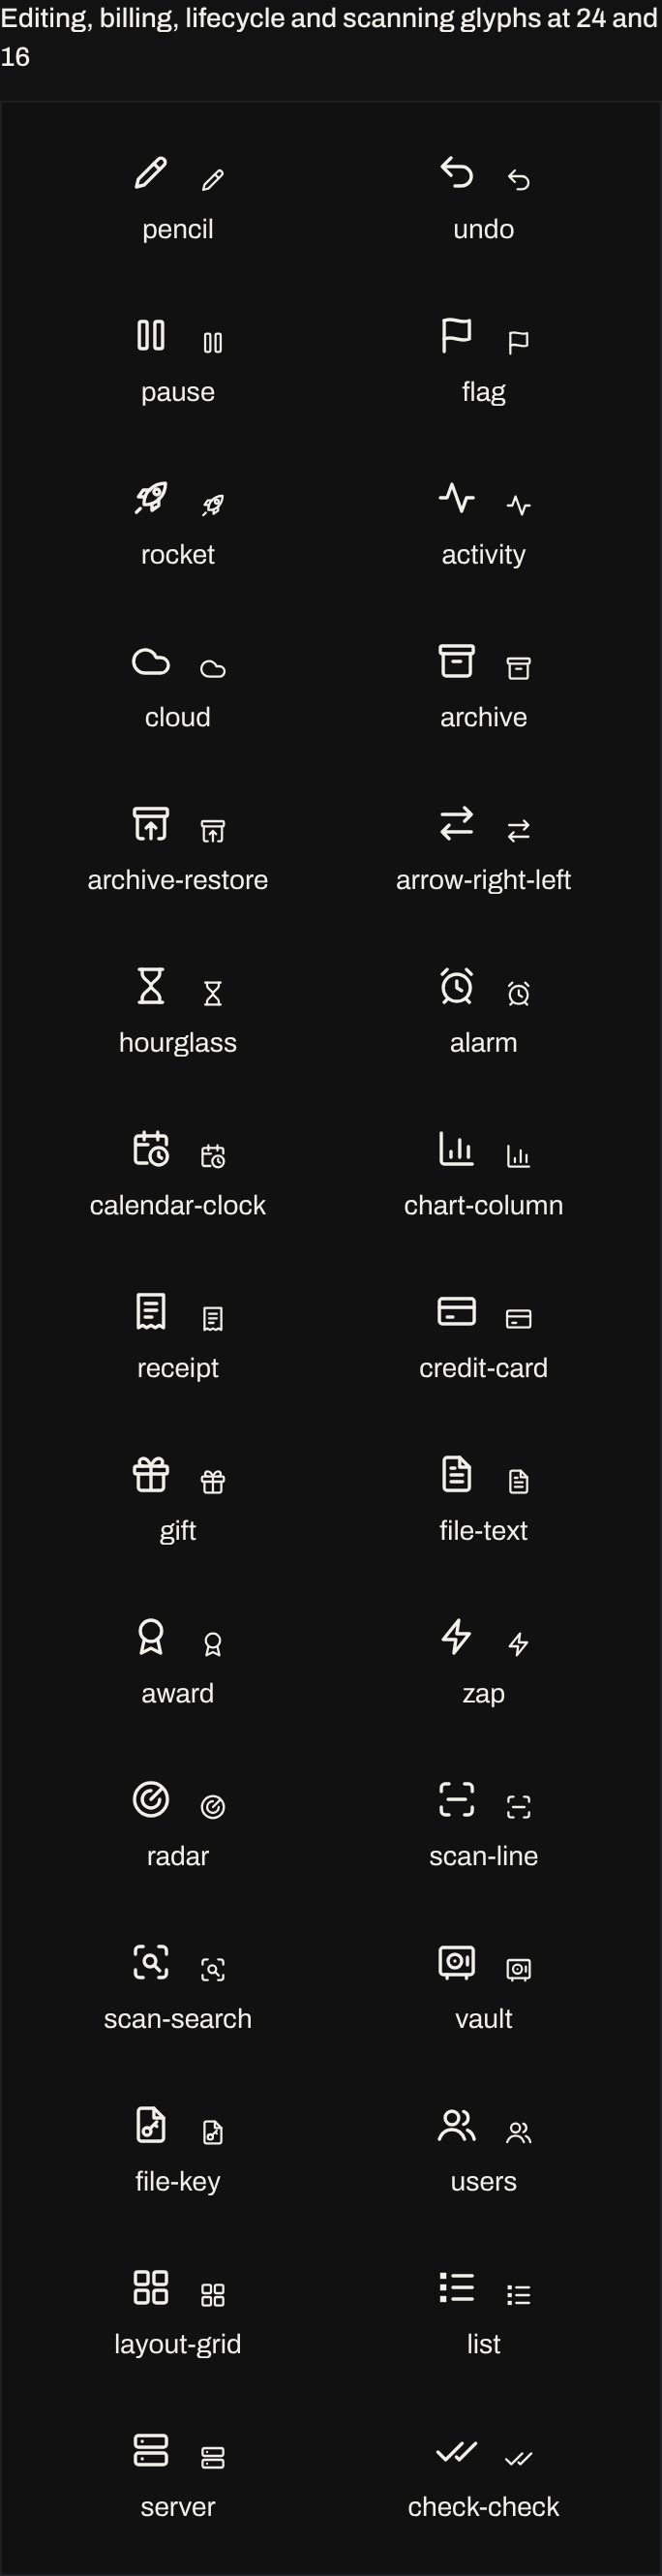 Editing, billing, lifecycle and scanning glyphs at 24 and
16
pencil
undo
pause
flag
rocket
activity
cloud
archive
archive-restore
arrow-right-left
hourglass
alarm
calendar-clock
chart-column
receipt
credit-card
gift
file-text
award
zap
radar
scan-line
scan-search
vault
file-key
users
layout-grid
list
server
check-check